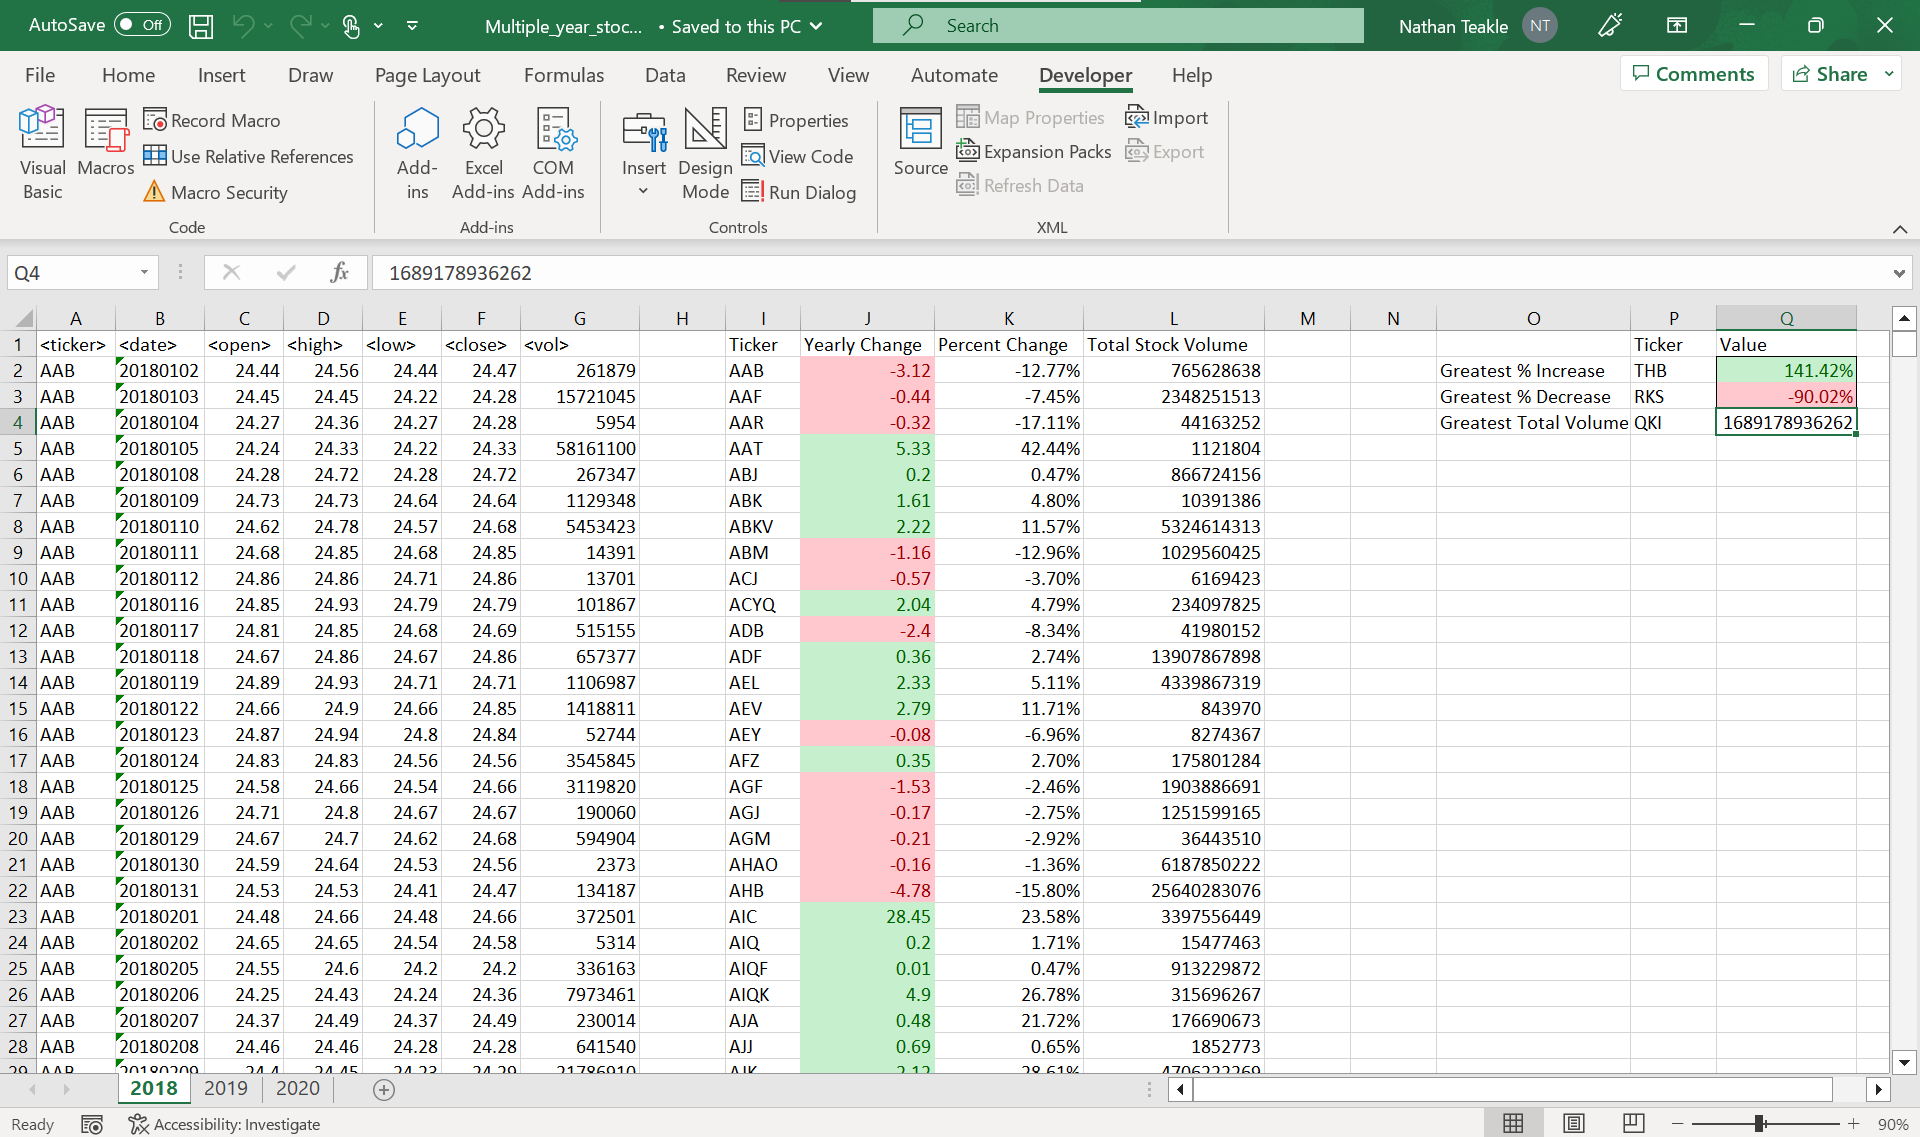 AutoSave Off Multiple_year_stoc... • Saved to this PC Search Nathan Teakle NT
File Home Insert Draw Page Layout Formulas Data Review View Automate Developer Help Comments Share
Visual Basic Macros Record Macro Use Relative References Macro Security Code
Add-ins Excel Add-ins COM Add-ins Add-ins
Insert Design Mode Properties View Code Run Dialog Controls
Source Map Properties Expansion Packs Refresh Data Import Export XML
Q4 fx 1689178936262
A B C D E F G H I J K L M N O P Q
1 <ticker> <date> <open> <high> <low> <close> <vol> Ticker Yearly Change Percent Change Total Stock Volume Ticker Value
2 AAB 20180102 24.44 24.56 24.44 24.47 261879 AAB -3.12 -12.77% 765628638 Greatest % Increase THB 141.42%
3 AAB 20180103 24.45 24.45 24.22 24.28 15721045 AAF -0.44 -7.45% 2348251513 Greatest % Decrease RKS -90.02%
4 AAB 20180104 24.27 24.36 24.27 24.28 5954 AAR -0.32 -17.11% 44163252 Greatest Total Volume QKI 1689178936262
5 AAB 20180105 24.24 24.33 24.22 24.33 58161100 AAT 5.33 42.44% 1121804
6 AAB 20180108 24.28 24.72 24.28 24.72 267347 ABJ 0.2 0.47% 866724156
7 AAB 20180109 24.73 24.73 24.64 24.64 1129348 ABK 1.61 4.80% 10391386
8 AAB 20180110 24.62 24.78 24.57 24.68 5453423 ABKV 2.22 11.57% 5324614313
9 AAB 20180111 24.68 24.85 24.68 24.85 14391 ABM -1.16 -12.96% 1029560425
10 AAB 20180112 24.86 24.86 24.71 24.86 13701 ACJ -0.57 -3.70% 6169423
11 AAB 20180116 24.85 24.93 24.79 24.79 101867 ACYQ 2.04 4.79% 234097825
12 AAB 20180117 24.81 24.85 24.68 24.69 515155 ADB -2.4 -8.34% 41980152
13 AAB 20180118 24.67 24.86 24.67 24.86 657377 ADF 0.36 2.74% 13907867898
14 AAB 20180119 24.89 24.93 24.71 24.71 1106987 AEL 2.33 5.11% 4339867319
15 AAB 20180122 24.66 24.9 24.66 24.85 1418811 AEV 2.79 11.71% 843970
16 AAB 20180123 24.87 24.94 24.8 24.84 52744 AEY -0.08 -6.96% 8274367
17 AAB 20180124 24.83 24.83 24.56 24.56 3545845 AFZ 0.35 2.70% 175801284
18 AAB 20180125 24.58 24.66 24.54 24.66 3119820 AGF -1.53 -2.46% 1903886691
19 AAB 20180126 24.71 24.8 24.67 24.67 190060 AGJ -0.17 -2.75% 1251599165
20 AAB 20180129 24.67 24.7 24.62 24.68 594904 AGM -0.21 -2.92% 36443510
21 AAB 20180130 24.59 24.64 24.53 24.56 2373 AHAO -0.16 -1.36% 6187850222
22 AAB 20180131 24.53 24.53 24.41 24.47 134187 AHB -4.78 -15.80% 25640283076
23 AAB 20180201 24.48 24.66 24.48 24.66 372501 AIC 28.45 23.58% 3397556449
24 AAB 20180202 24.65 24.65 24.54 24.58 5314 AIQ 0.2 1.71% 15477463
25 AAB 20180205 24.55 24.6 24.2 24.2 336163 AIQF 0.01 0.47% 913229872
26 AAB 20180206 24.25 24.43 24.24 24.36 7973461 AIQK 4.9 26.78% 315696267
27 AAB 20180207 24.37 24.49 24.37 24.49 230014 AJA 0.48 21.72% 176690673
28 AAB 20180208 24.46 24.46 24.28 24.28 641540 AJJ 0.69 0.65% 1852773
29 AAB 20180209 24.4 24.45 24.23 24.29 21786910 AJK 2.12 28.61% 4706222269
2018 2019 2020
Ready Accessibility: Investigate 90%